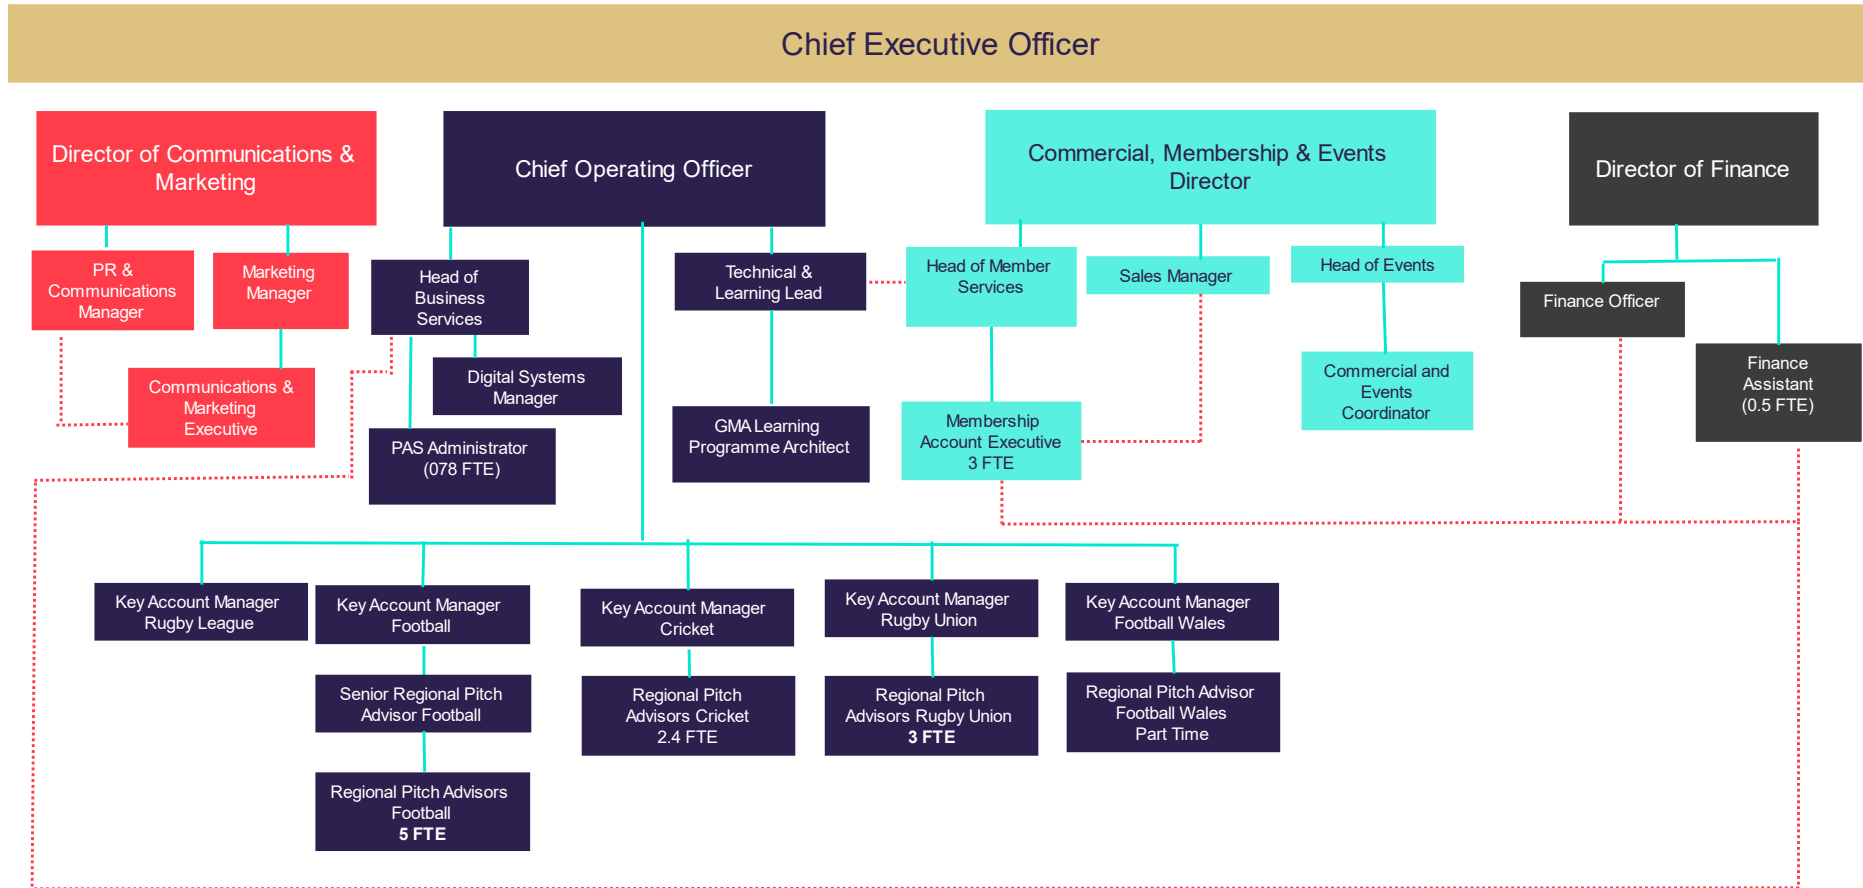 Chief Executive Officer
Director of Communications &
Marketing
Chief Operating Officer
Commercial, Membership & Events
Director
Director of Finance
PR &
Communications
Manager
Marketing
Manager
Head of
Business
Services
Technical &
Learning Lead
Head of Member
Services
Sales Manager
Head of Events
Finance Officer
Communications &
Marketing
Executive
Digital Systems
Manager
PAS Administrator
(078 FTE)
GMA Learning
Programme Architect
Membership
Account Executive
3 FTE
Commercial and
Events
Coordinator
Finance
Assistant
(0.5 FTE)
Key Account Manager
Rugby League
Key Account Manager
Football
Key Account Manager
Cricket
Key Account Manager
Rugby Union
Key Account Manager
Football Wales
Senior Regional Pitch
Advisor Football
Regional Pitch
Advisors Cricket
2.4 FTE
Regional Pitch
Advisors Rugby Union
3 FTE
Regional Pitch Advisor
Football Wales
Part Time
Regional Pitch Advisors
Football
5 FTE